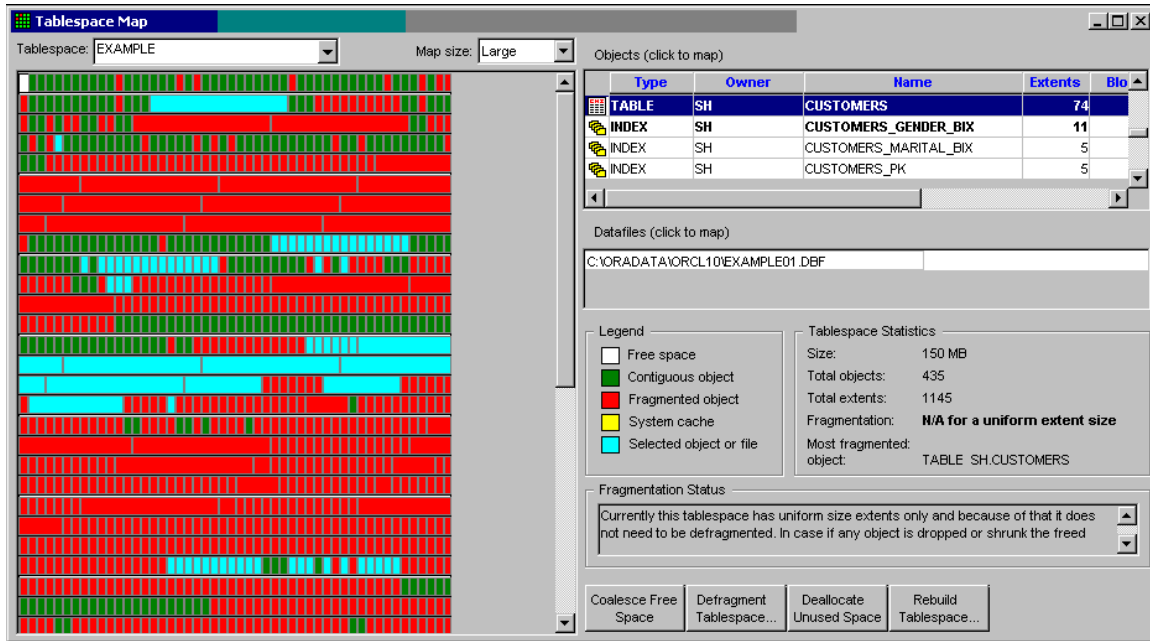 Tablespace Map
Tablespace: EXAMPLE
Map size: Large
Objects (click to map)
Type Owner Name Extents Blo
TABLE SH CUSTOMERS 74
INDEX SH CUSTOMERS_GENDER_BIX 11
INDEX SH CUSTOMERS_MARITAL_BIX 5
INDEX SH CUSTOMERS_PK 5
Datafiles (click to map)
C:\ORADATA\ORCL10\EXAMPLE01.DBF
Legend
Free space
Contiguous object
Fragmented object
System cache
Selected object or file
Tablespace Statistics
Size: 150 MB
Total objects: 435
Total extents: 1145
Fragmentation: N/A for a uniform extent size
Most fragmented
object: TABLE SH.CUSTOMERS
Fragmentation Status
Currently this tablespace has uniform size extents only and because of that it does
not need to be defragmented. In case if any object is dropped or shrunk the freed
Coalesce Free
Space
Defragment
Tablespace...
Deallocate
Unused Space
Rebuild
Tablespace...